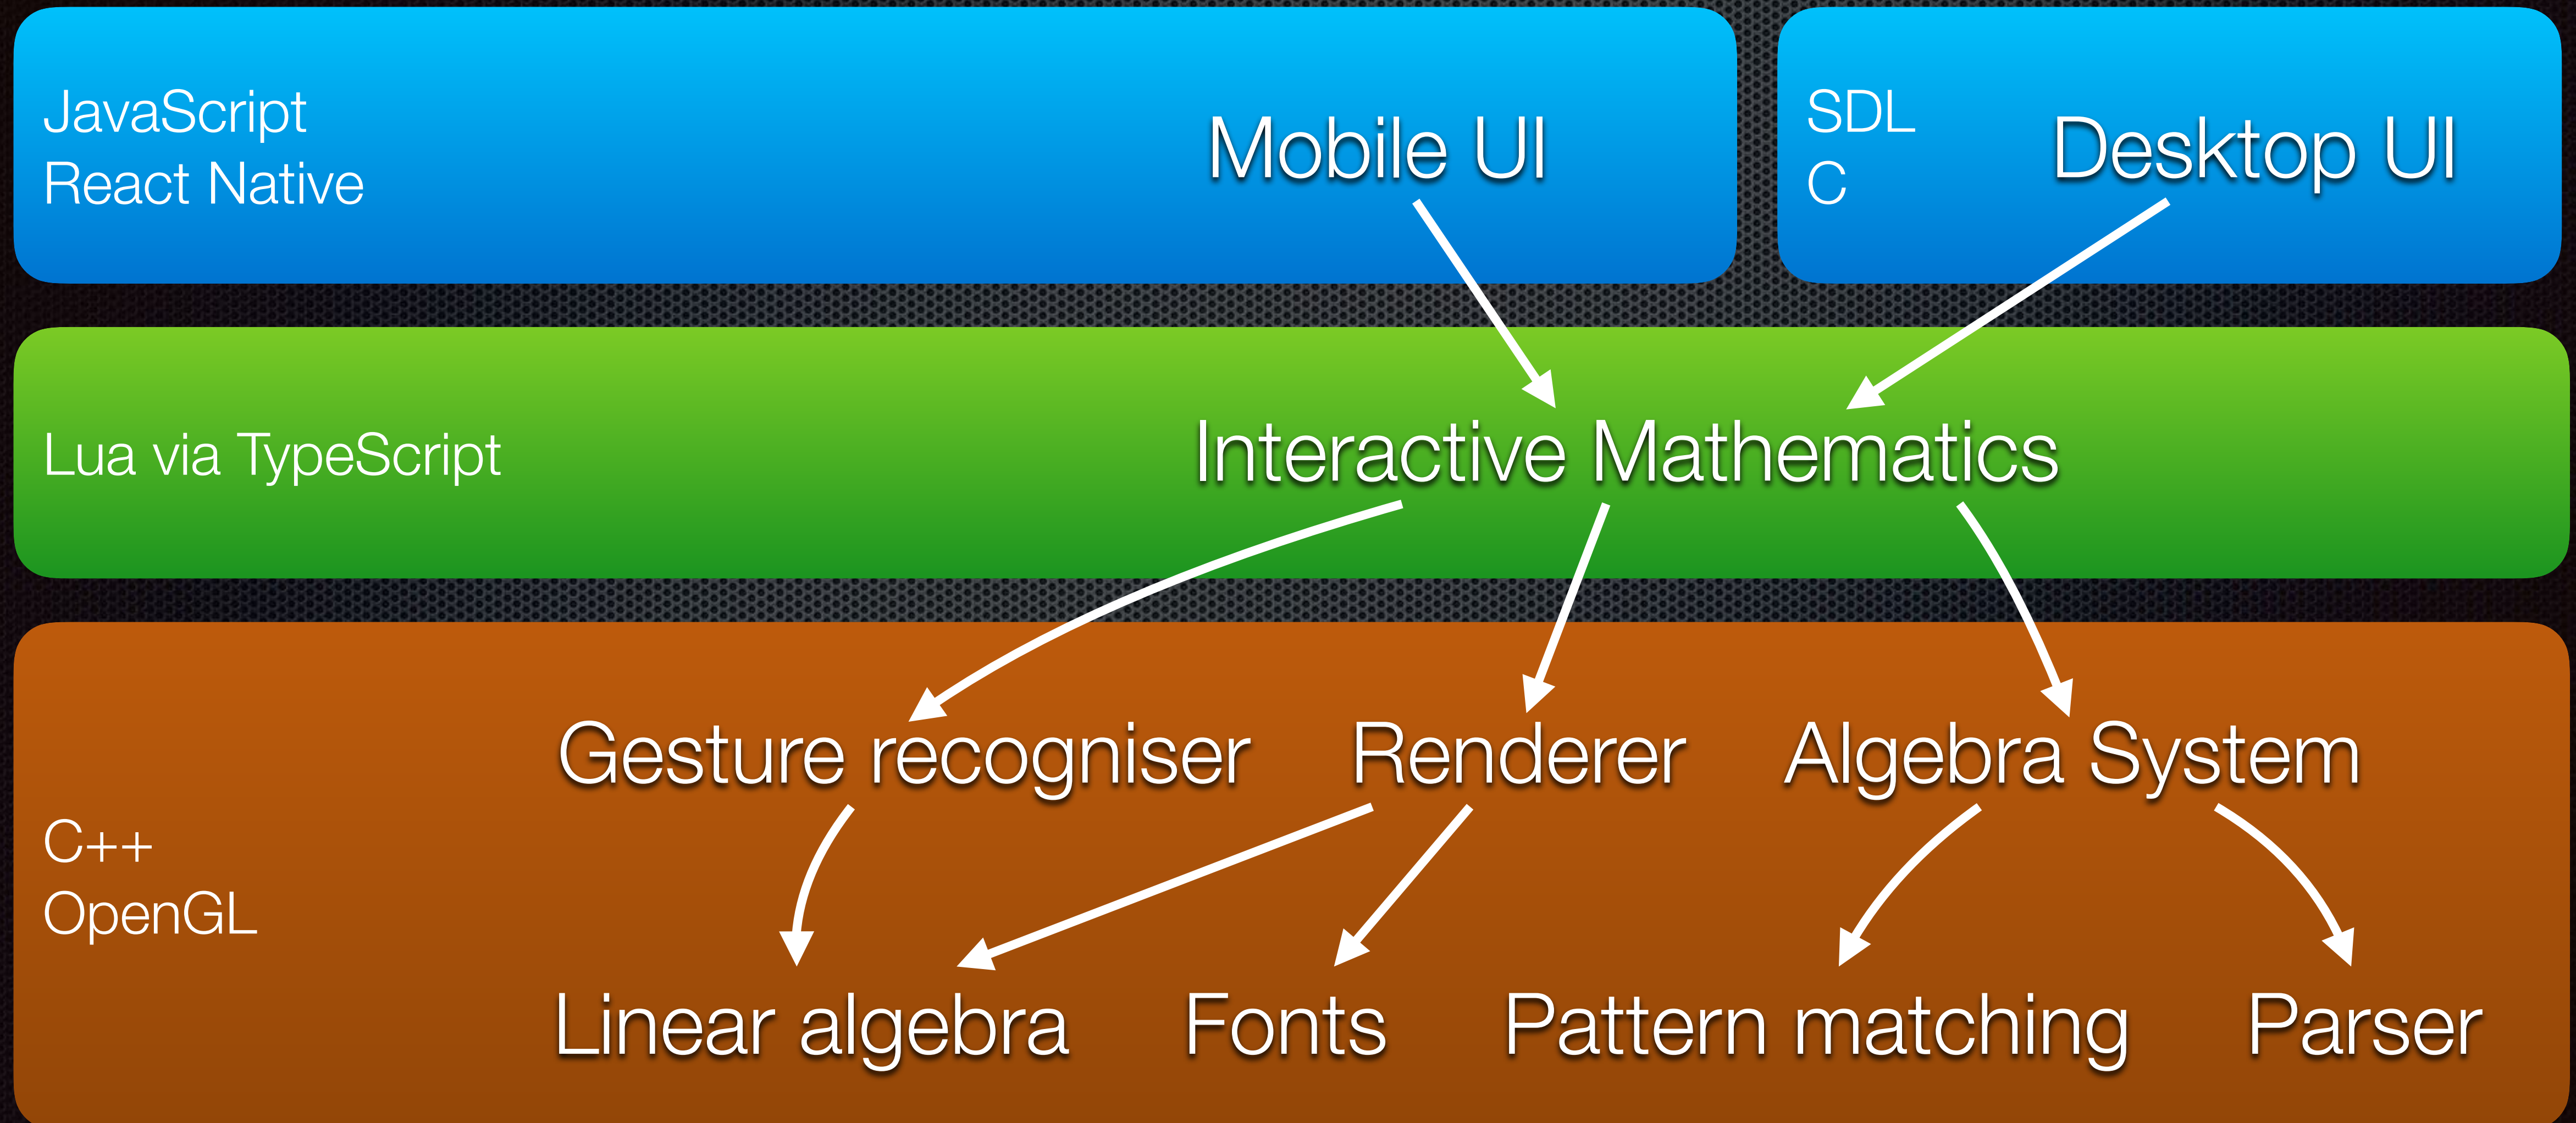 JavaScript
React Native
Mobile UI
SDL
C
Desktop UI
Lua via TypeScript
Interactive Mathematics
Gesture recogniser
Renderer
Algebra System
C++
OpenGL
Linear algebra
Fonts
Pattern matching
Parser